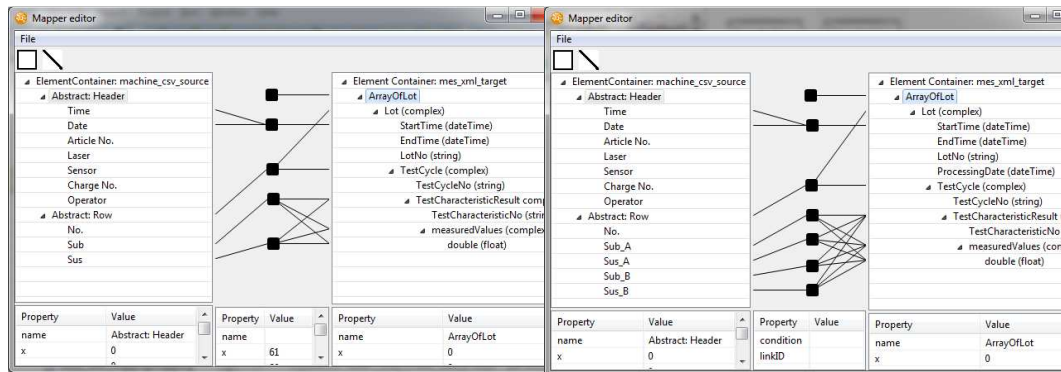 Mapper editor
File
ElementContainer: machine_csv_source
Abstract: Header
Time
Date
Article No.
Laser
Sensor
Charge No.
Operator
Abstract: Row
No.
Sub
Sus
Element Container: mes_xml_target
ArrayOfLot
Lot (complex)
StartTime (dateTime)
EndTime (dateTime)
LotNo (string)
TestCycle (complex)
TestCycleNo (string)
TestCharacteristicResult comp
TestCharacteristicNo (strin
measuredValues (complex
double (float)
Property Value
name Abstract: Header
x 0
Property Value
name
x 61
Property Value
name ArrayOfLot
x 0
Mapper editor
File
ElementContainer: machine_csv_source
Abstract: Header
Time
Date
Article No.
Laser
Sensor
Charge No.
Operator
Abstract: Row
No.
Sub_A
Sus_A
Sub_B
Sus_B
Element Container: mes_xml_target
ArrayOfLot
Lot (complex)
StartTime (dateTime)
EndTime (dateTime)
LotNo (string)
ProcessingDate (dateTime)
TestCycle (complex)
TestCycleNo (string)
TestCharacteristicResult
TestCharacteristicNo
measuredValues (con
double (float)
Property Value
name Abstract: Header
x 0
Property Value
condition
linkID
Property Value
name ArrayOfLot
x 0